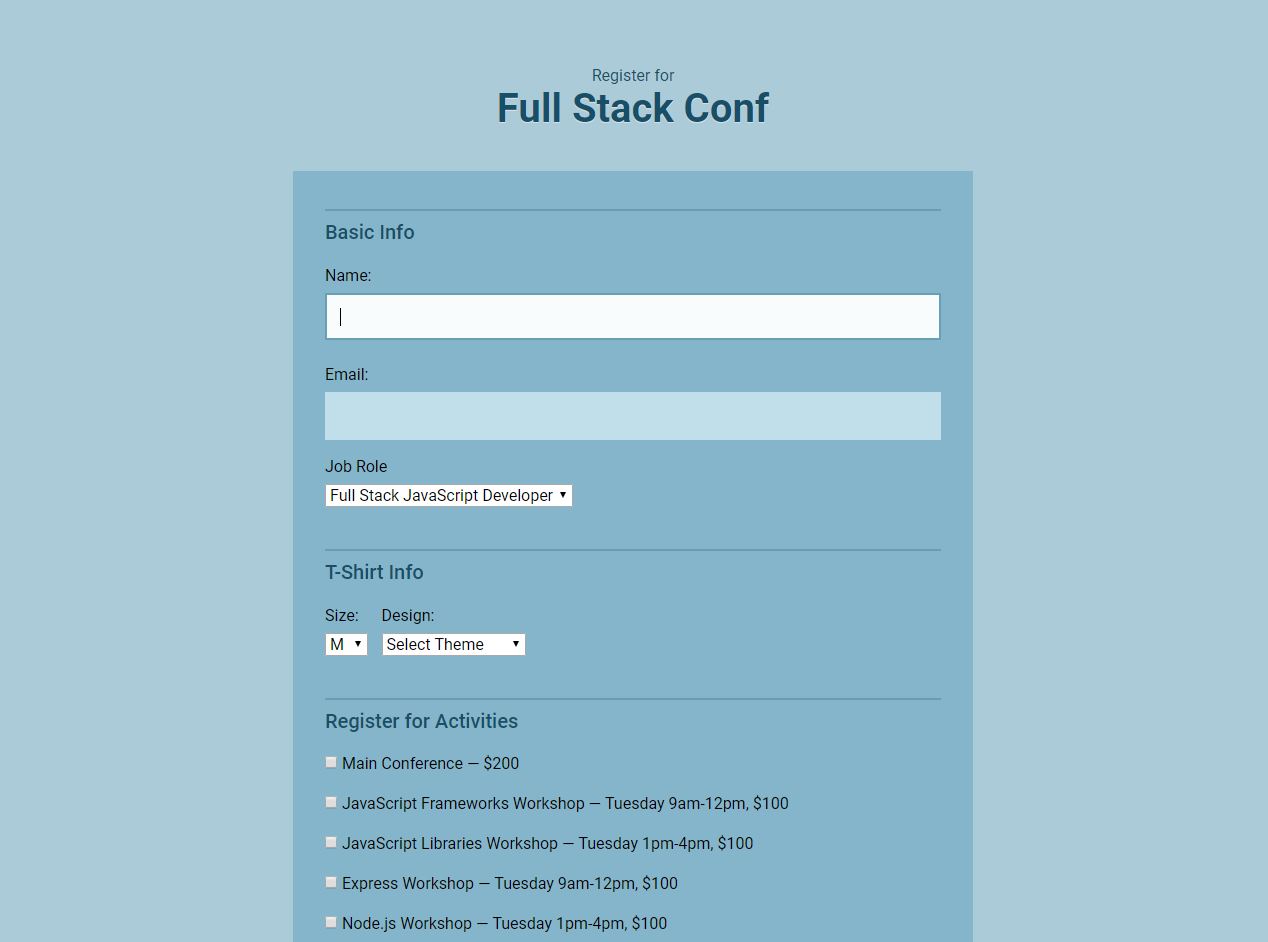 Register for
Full Stack Conf
Basic Info
Name:
Email:
Job Role
Full Stack JavaScript Developer
T-Shirt Info
Size: Design:
M Select Theme
Register for Activities
Main Conference — $200
JavaScript Frameworks Workshop — Tuesday 9am-12pm, $100
JavaScript Libraries Workshop — Tuesday 1pm-4pm, $100
Express Workshop — Tuesday 9am-12pm, $100
Node.js Workshop — Tuesday 1pm-4pm, $100